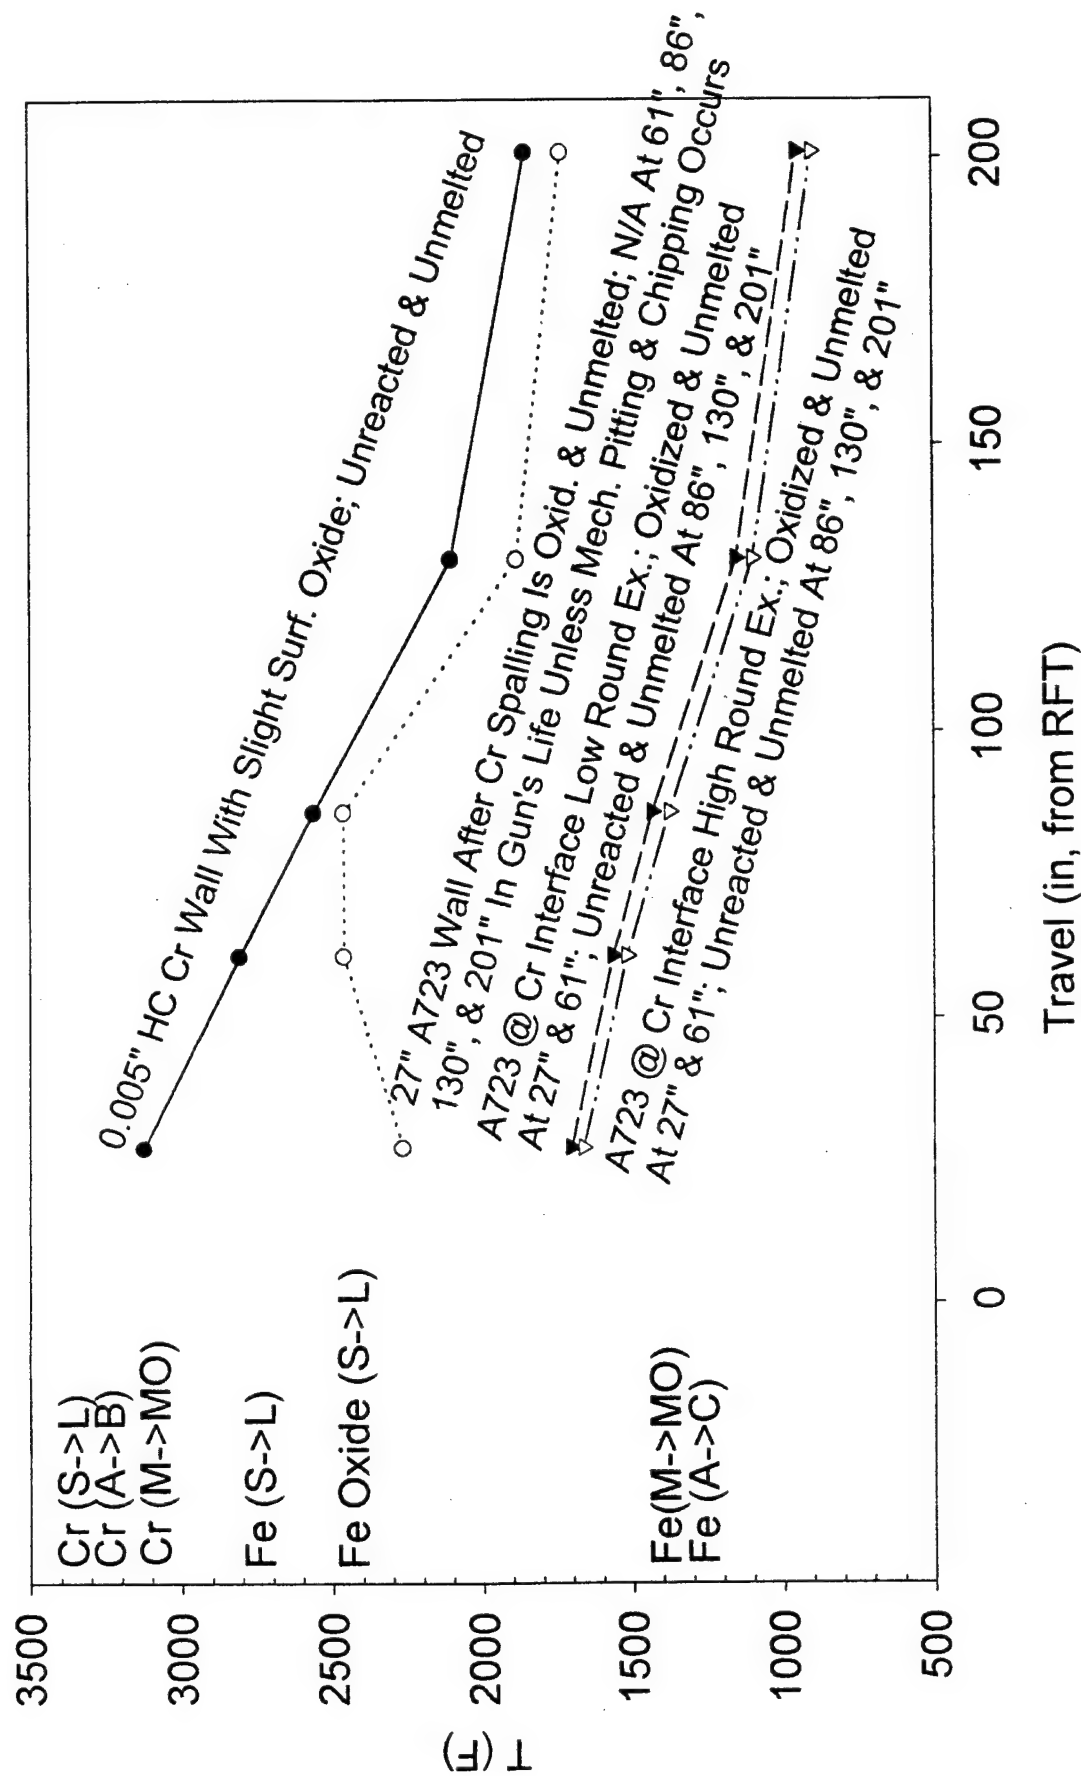 T (F)
3500
3000
2500
2000
1500
1000
500
Cr (S->L)
Cr (A->B)
Cr (M->MO)
Fe (S->L)
Fe Oxide (S->L)
Fe(M->MO)
Fe (A->C)
0.005" HC Cr Wall With Slight Surf. Oxide; Unreacted & Unmelted
27" A723 Wall After Cr Spalling Is Oxid. & Unmelted; N/A At 61", 86",
130", & 201" In Gun's Life Unless Mech. Pitting & Chipping Occurs
A723 @ Cr Interface Low Round Ex.; Oxidized & Unmelted
At 27" & 61"; Unreacted & Unmelted At 86", 130", & 201"
A723 @ Cr Interface High Round Ex.; Oxidized & Unmelted
At 27" & 61"; Unreacted & Unmelted At 86", 130", & 201"
0
50
100
150
200
Travel (in, from RFT)